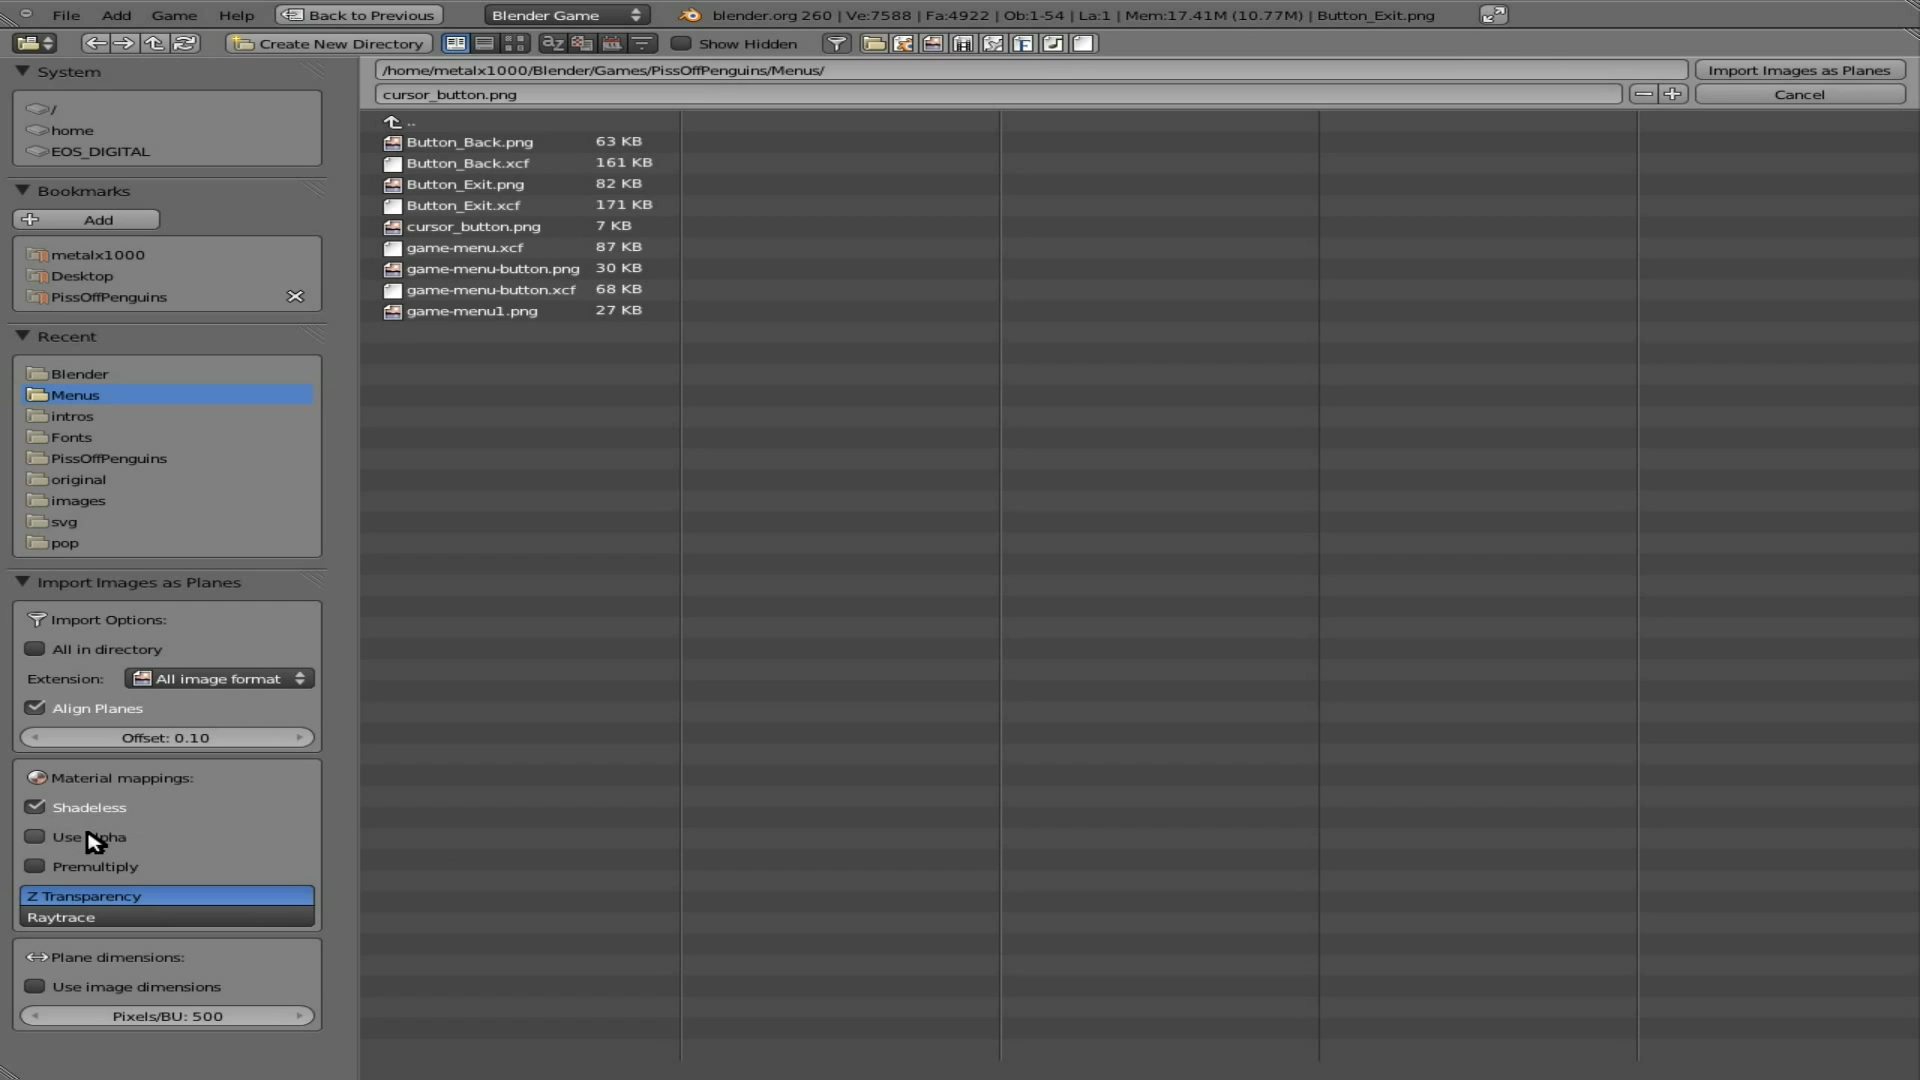 File Add Game Help Back to Previous Blender Game blender.org 260 | Ve:7588 | Fa:4922 | Ob:1-54 | La:1 | Mem:17.41M (10.77M) | Button_Exit.png
Create New Directory Show Hidden
System
/
home
EOS_DIGITAL
Bookmarks
Add
metalx1000
Desktop
PissOffPenguins
Recent
Blender
Menus
intros
Fonts
PissOffPenguins
original
images
svg
pop
Import Images as Planes
Import Options:
All in directory
Extension: All image format
Align Planes
Offset: 0.10
Material mappings:
Shadeless
Use
Premultiply
Z Transparency
Raytrace
Plane dimensions:
Use image dimensions
Pixels/BU: 500
/home/metalx1000/Blender/Games/PissOffPenguins/Menus/ Import Images as Planes
cursor_button.png Cancel
..
Button_Back.png 63 KB
Button_Back.xcf 161 KB
Button_Exit.png 82 KB
Button_Exit.xcf 171 KB
cursor_button.png 7 KB
game-menu.xcf 87 KB
game-menu-button.png 30 KB
game-menu-button.xcf 68 KB
game-menu1.png 27 KB